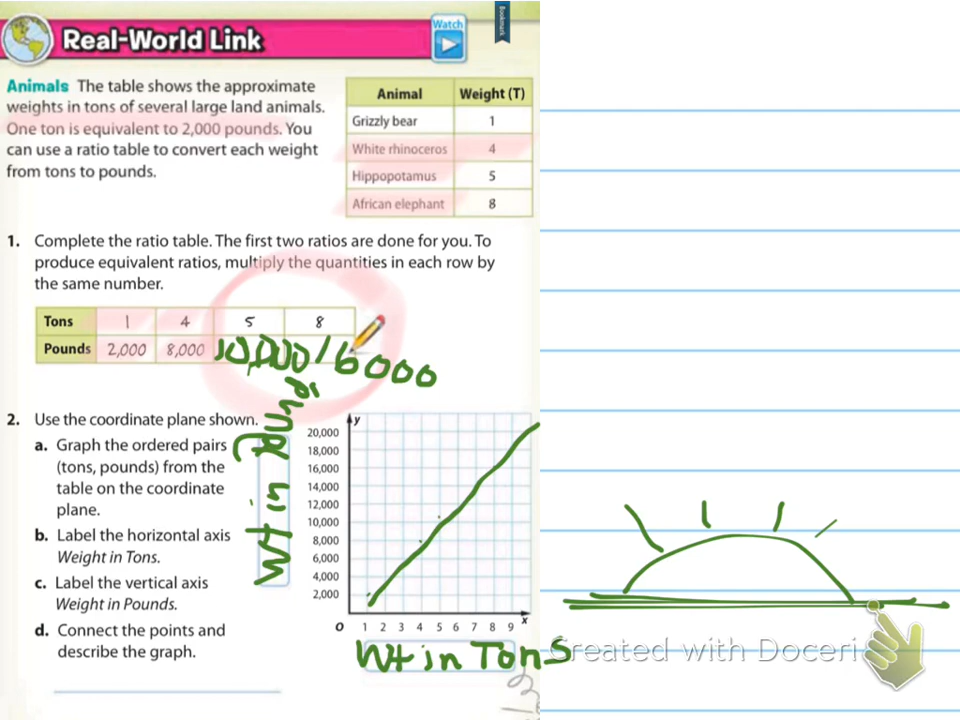 Real-World Link
Watch
Bookmark
Animals The table shows the approximate
weights in tons of several large land animals.
One ton is equivalent to 2,000 pounds. You
can use a ratio table to convert each weight
from tons to pounds.
Animal Weight (T)
Grizzly bear 1
White rhinoceros 4
Hippopotamus 5
African elephant 8
1. Complete the ratio table. The first two ratios are done for you. To
produce equivalent ratios, multiply the quantities in each row by
the same number.
Tons 1 4 5 8
Pounds 2,000 8,000 10,000 16000
2. Use the coordinate plane shown.
a. Graph the ordered pairs
(tons, pounds) from the
table on the coordinate
plane.
b. Label the horizontal axis
Weight in Tons.
c. Label the vertical axis
Weight in Pounds.
d. Connect the points and
describe the graph.
Wt in
y
20,000
18,000
16,000
14,000
12,000
10,000
8,000
6,000
4,000
2,000
O 1 2 3 4 5 6 7 8 9 x
Wt in Tons
Created with Doceri